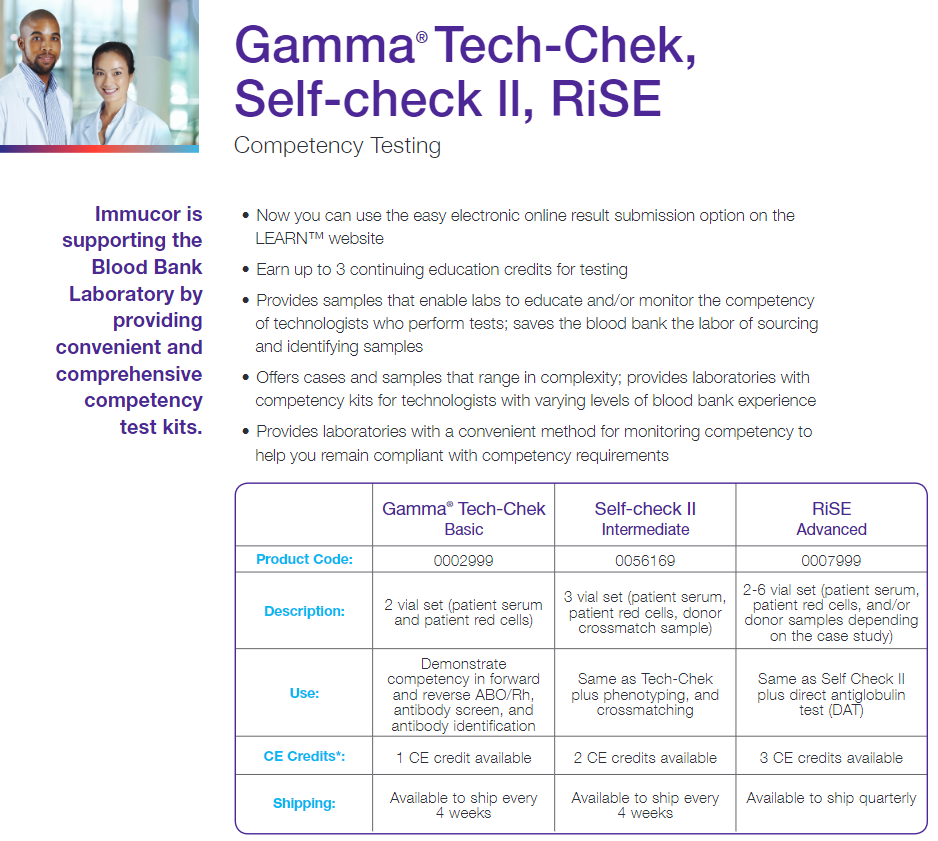 Gamma® Tech-Chek,
Self-check II, RiSE
Competency Testing
Immucor is
supporting the
Blood Bank
Laboratory by
providing
convenient and
comprehensive
competency
test kits.
• Now you can use the easy electronic online result submission option on the
LEARN™ website
• Earn up to 3 continuing education credits for testing
• Provides samples that enable labs to educate and/or monitor the competency
of technologists who perform tests; saves the blood bank the labor of sourcing
and identifying samples
• Offers cases and samples that range in complexity; provides laboratories with
competency kits for technologists with varying levels of blood bank experience
• Provides laboratories with a convenient method for monitoring competency to
help you remain compliant with competency requirements
Gamma® Tech-Chek
Basic
Self-check II
Intermediate
RiSE
Advanced
Product Code:
0002999
0056169
0007999
Description:
2 vial set (patient serum
and patient red cells)
3 vial set (patient serum,
patient red cells, donor
crossmatch sample)
2-6 vial set (patient serum,
patient red cells, and/or
donor samples depending
on the case study)
Use:
Demonstrate
competency in forward
and reverse ABO/Rh,
antibody screen, and
antibody identification
Same as Tech-Chek
plus phenotyping, and
crossmatching
Same as Self Check II
plus direct antiglobulin
test (DAT)
CE Credits*:
1 CE credit available
2 CE credits available
3 CE credits available
Shipping:
Available to ship every
4 weeks
Available to ship every
4 weeks
Available to ship quarterly